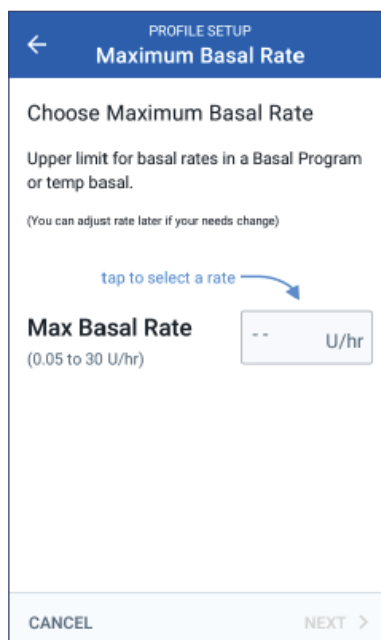 PROFILE SETUP
Maximum Basal Rate
Choose Maximum Basal Rate
Upper limit for basal rates in a Basal Program
or temp basal.
(You can adjust rate later if your needs change)
tap to select a rate
Max Basal Rate
-- U/hr
(0.05 to 30 U/hr)
CANCEL NEXT >